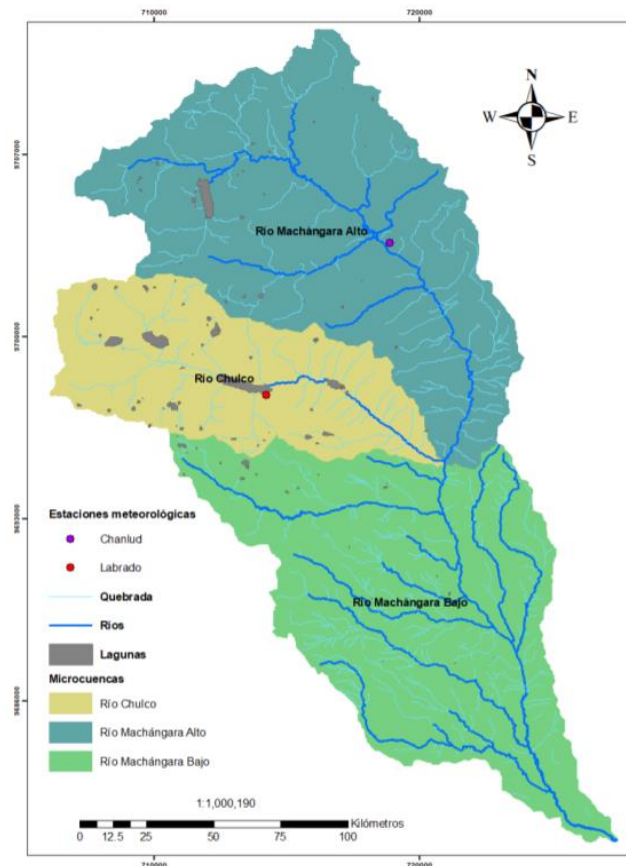 710000
720000
N
W
E
S
9707000
Río Machángara Alto
9700000
Río Chulco
Estaciones meteorológicas
9693000
Chanlud
Labrado
Quebrada
Río Machángara Bajo
Ríos
Lagunas
Microcuencas
9686000
Río Chulco
Río Machángara Alto
Río Machángara Bajo
1:1,000,190
Kilómetros
0 12.5 25 50 75 100
710000
720000